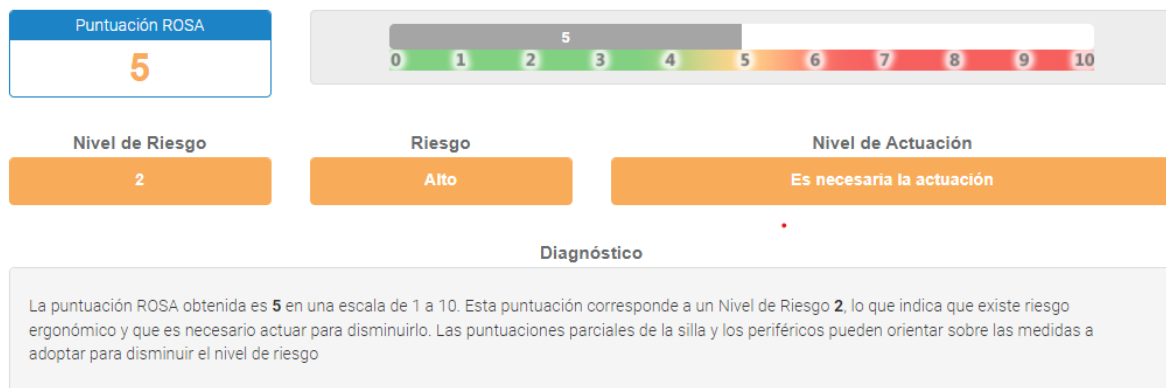 Puntuación ROSA
5
5
0 1 2 3 4 5 6 7 8 9 10
Nivel de Riesgo Riesgo Nivel de Actuación
2 Alto Es necesaria la actuación
Diagnóstico
La puntuación ROSA obtenida es 5 en una escala de 1 a 10. Esta puntuación corresponde a un Nivel de Riesgo 2, lo que indica que existe riesgo
ergonómico y que es necesario actuar para disminuirlo. Las puntuaciones parciales de la silla y los periféricos pueden orientar sobre las medidas a
adoptar para disminuir el nivel de riesgo